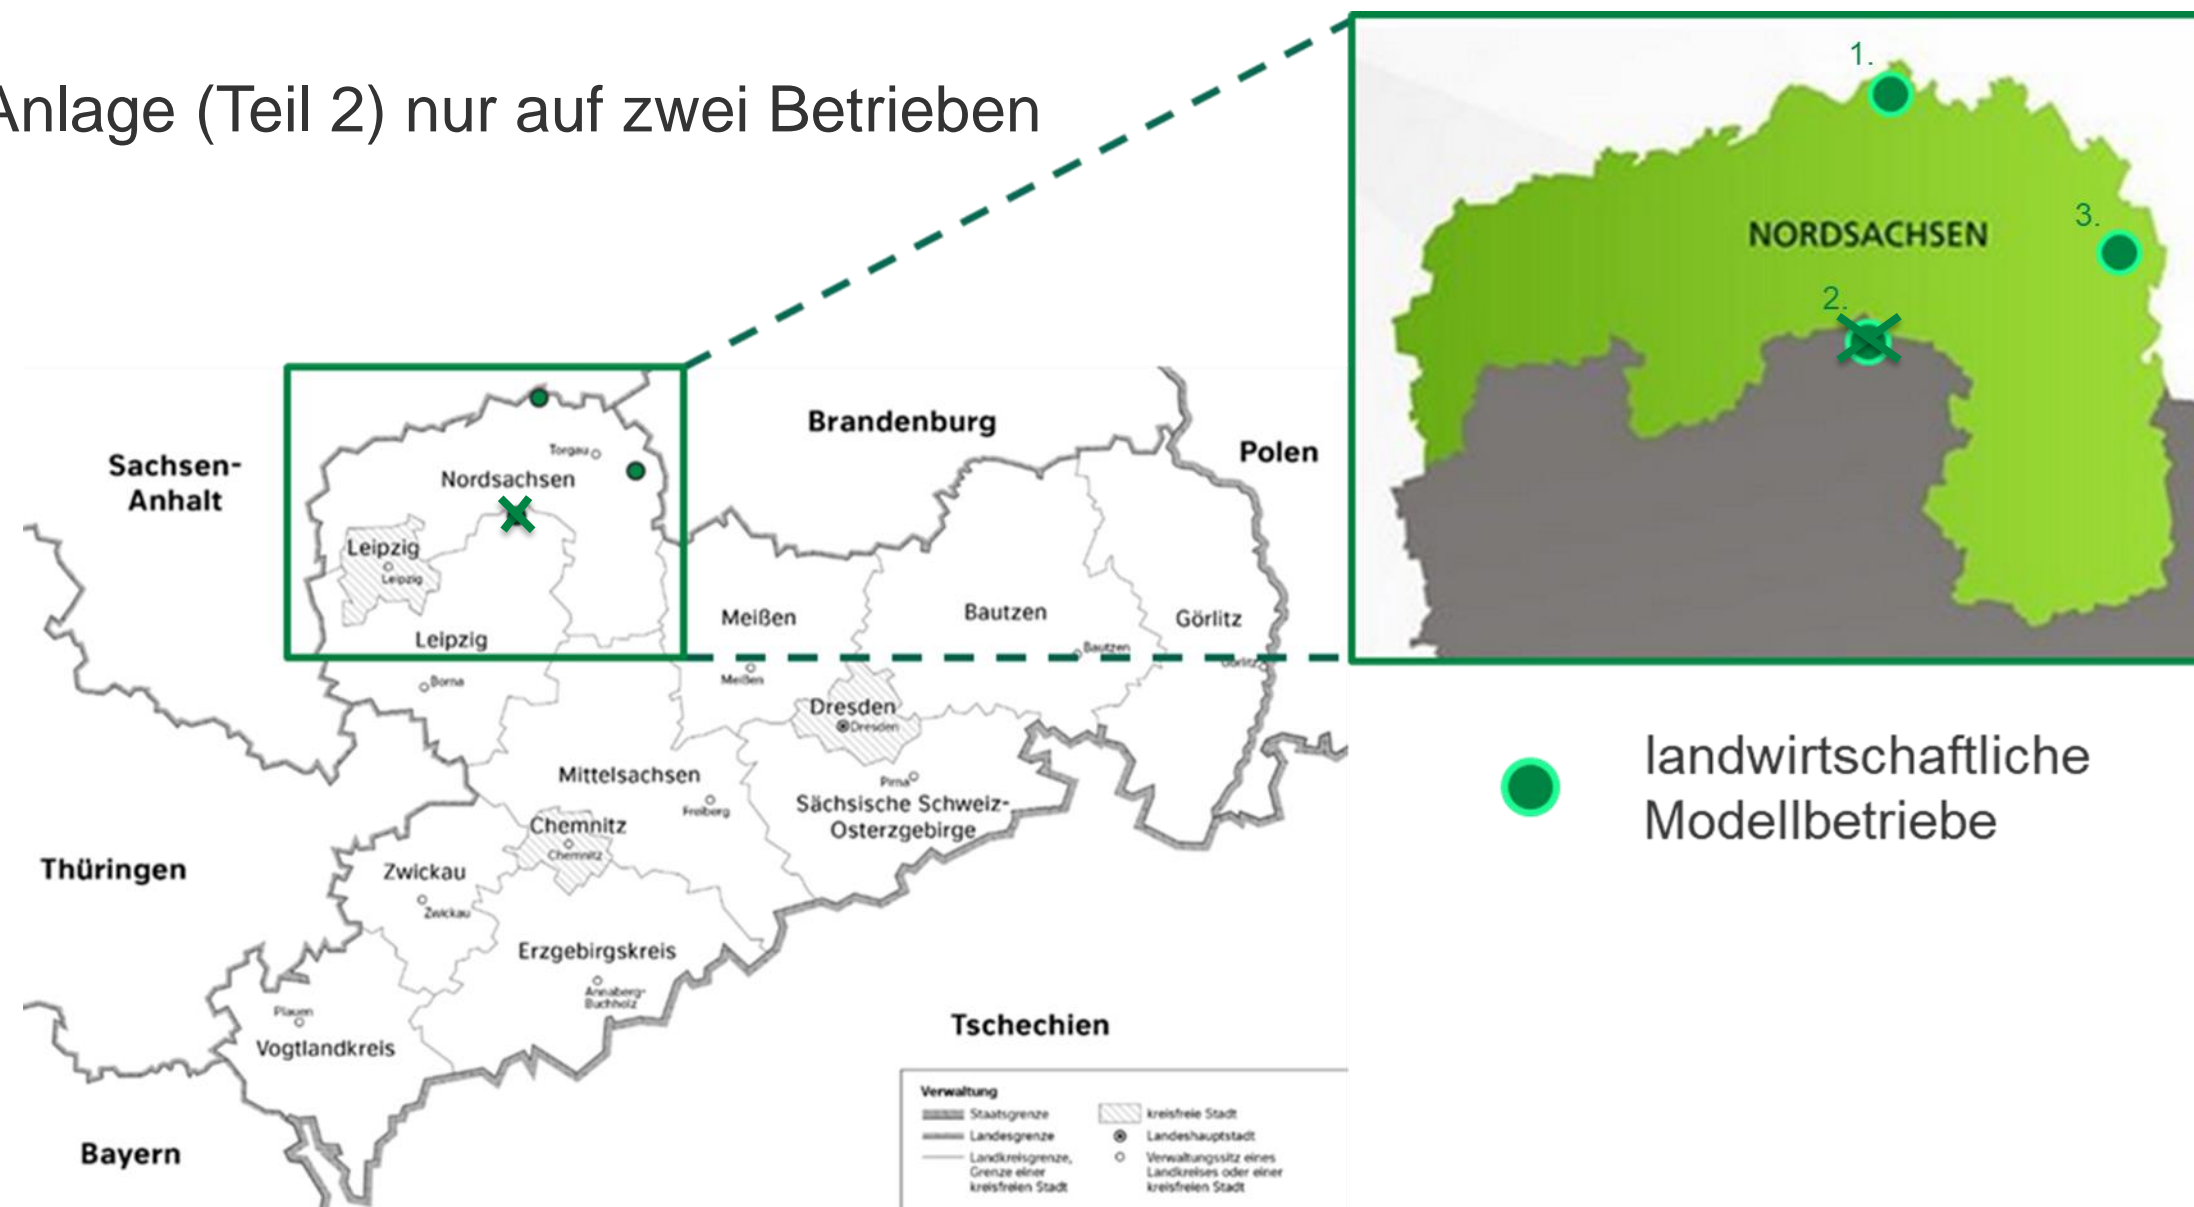 Anlage (Teil 2) nur auf zwei Betrieben
1.
NORDSACHSEN
3.
2.
Brandenburg
Polen
Sachsen-
Anhalt
Torgau
Nordsachsen
Leipzig
Leipzig
Leipzig
Borna
Meißen
Meißen
Bautzen
Bautzen
Görlitz
Görlitz
Dresden
Dresden
Pirna
Sächsische Schweiz-
Osterzgebirge
Mittelsachsen
Freiberg
Chemnitz
Chemnitz
Zwickau
Zwickau
Thüringen
Erzgebirgskreis
Annaberg-
Buchholz
Plauen
Vogtlandkreis
Tschechien
Bayern
Verwaltung
Staatsgrenze
Landesgrenze
Landkreisgrenze,
Grenze einer
kreisfreien Stadt
kreisfreie Stadt
Landeshauptstadt
Verwaltungssitz eines
Landkreises oder einer
kreisfreien Stadt
landwirtschaftliche
Modellbetriebe